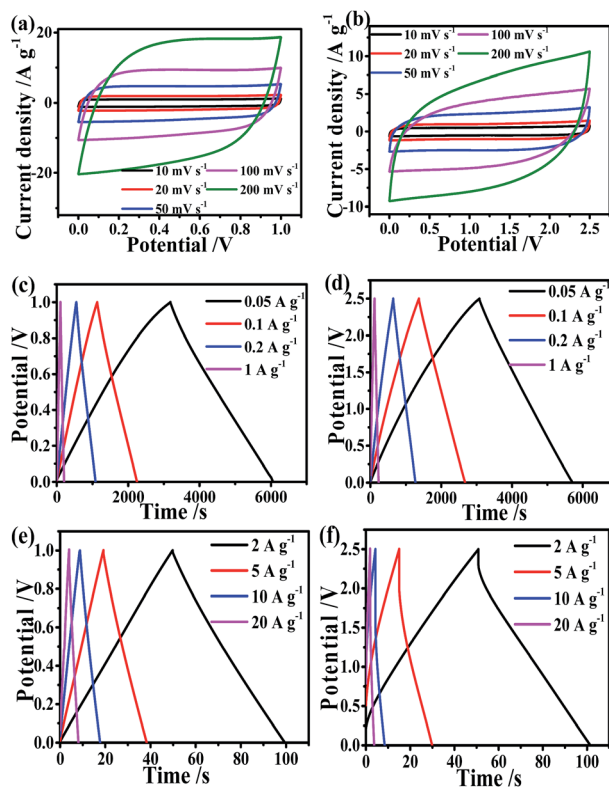 (a)
Current density/A g⁻¹
20
0
-20
10 mV s⁻¹
20 mV s⁻¹
50 mV s⁻¹
100 mV s⁻¹
200 mV s⁻¹
0.0 0.2 0.4 0.6 0.8 1.0
Potential /V
(b)
10 mV s⁻¹
20 mV s⁻¹
50 mV s⁻¹
100 mV s⁻¹
200 mV s⁻¹
Current density /A g⁻¹
10
5
0
-5
-10
0.0 0.5 1.0 1.5 2.0 2.5
Potential /V
(c)
Potential /V
1.0
0.8
0.6
0.4
0.2
0.0
0.05 A g⁻¹
0.1 A g⁻¹
0.2 A g⁻¹
1 A g⁻¹
0 2000 4000 6000
Time /s
(d)
Potential /V
2.5
2.0
1.5
1.0
0.5
0.0
0.05 A g⁻¹
0.1 A g⁻¹
0.2 A g⁻¹
1 A g⁻¹
0 2000 4000 6000 8000
Time /s
(e)
Potential /V
1.0
0.8
0.6
0.4
0.2
0.0
2 A g⁻¹
5 A g⁻¹
10 A g⁻¹
20 A g⁻¹
0 20 40 60 80 100
Time /s
(f)
Potential /V
2.5
2.0
1.5
1.0
0.5
0.0
2 A g⁻¹
5 A g⁻¹
10 A g⁻¹
20 A g⁻¹
0 20 40 60 80 100
Time /s